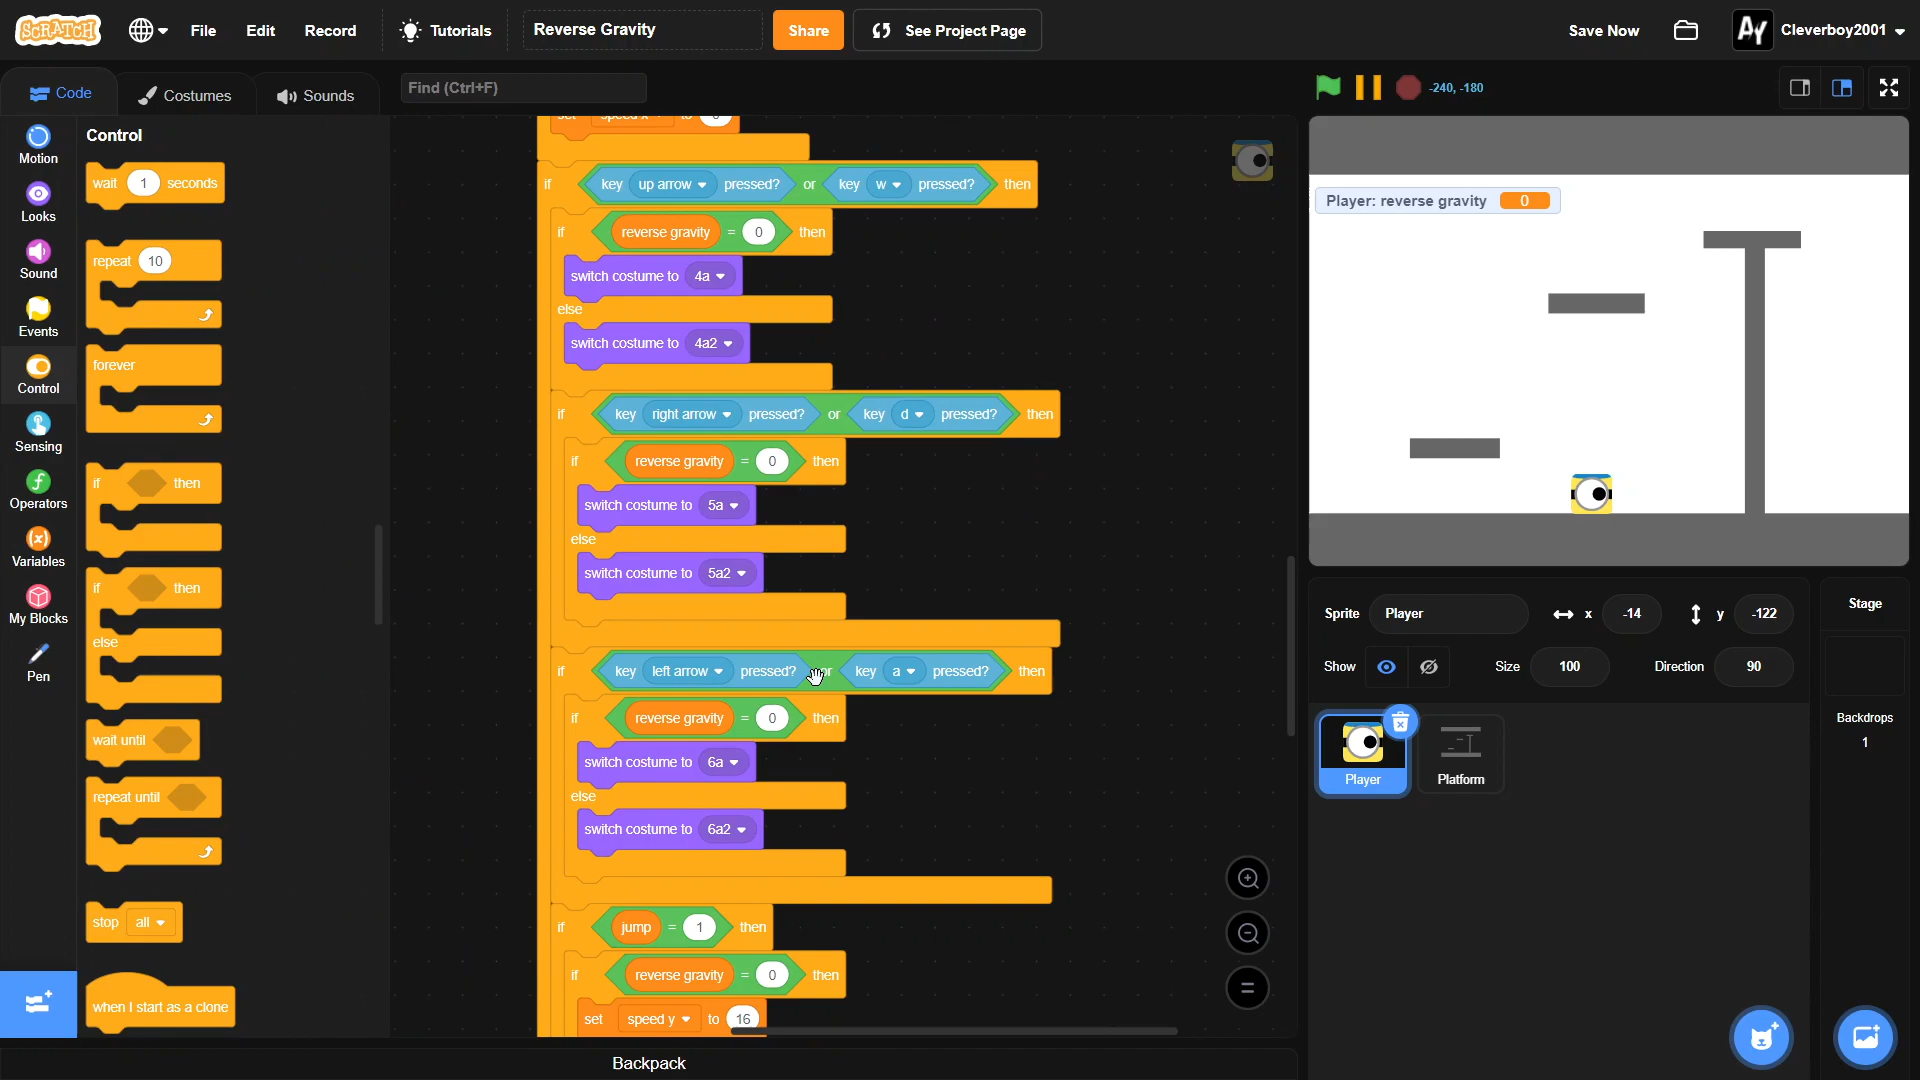 SCRATCH File Edit Record Tutorials Reverse Gravity Share See Project Page Save Now Ay Cleverboy2001
Code Costumes Sounds Find (Ctrl+F) -240, -180
Motion
Looks
Sound
Events
Control
Sensing
Operators
Variables
My Blocks
Pen
Control
wait 1 seconds
repeat 10
forever
if then
if then
else
wait until
repeat until
stop all
when I start as a clone
set speed x to
if key up arrow pressed? or key w pressed? then
if reverse gravity = 0 then
switch costume to 4a
else
switch costume to 4a2
if key right arrow pressed? or key d pressed? then
if reverse gravity = 0 then
switch costume to 5a
else
switch costume to 5a2
if key left arrow pressed? or key a pressed? then
if reverse gravity = 0 then
switch costume to 6a
else
switch costume to 6a2
if jump = 1 then
if reverse gravity = 0 then
set speed y to 16
Backpack
Player: reverse gravity 0
Sprite Player x -14 y -122
Show Size 100 Direction 90
Player
Platform
Stage
Backdrops
1